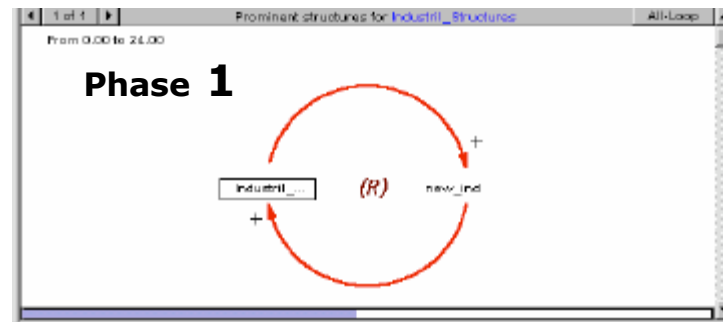 1 of 1 Prominent structures for Industril_Structures All-Loop
From 0.00 to 24.00
Phase 1
+
Industril_... (R) new_ind
+